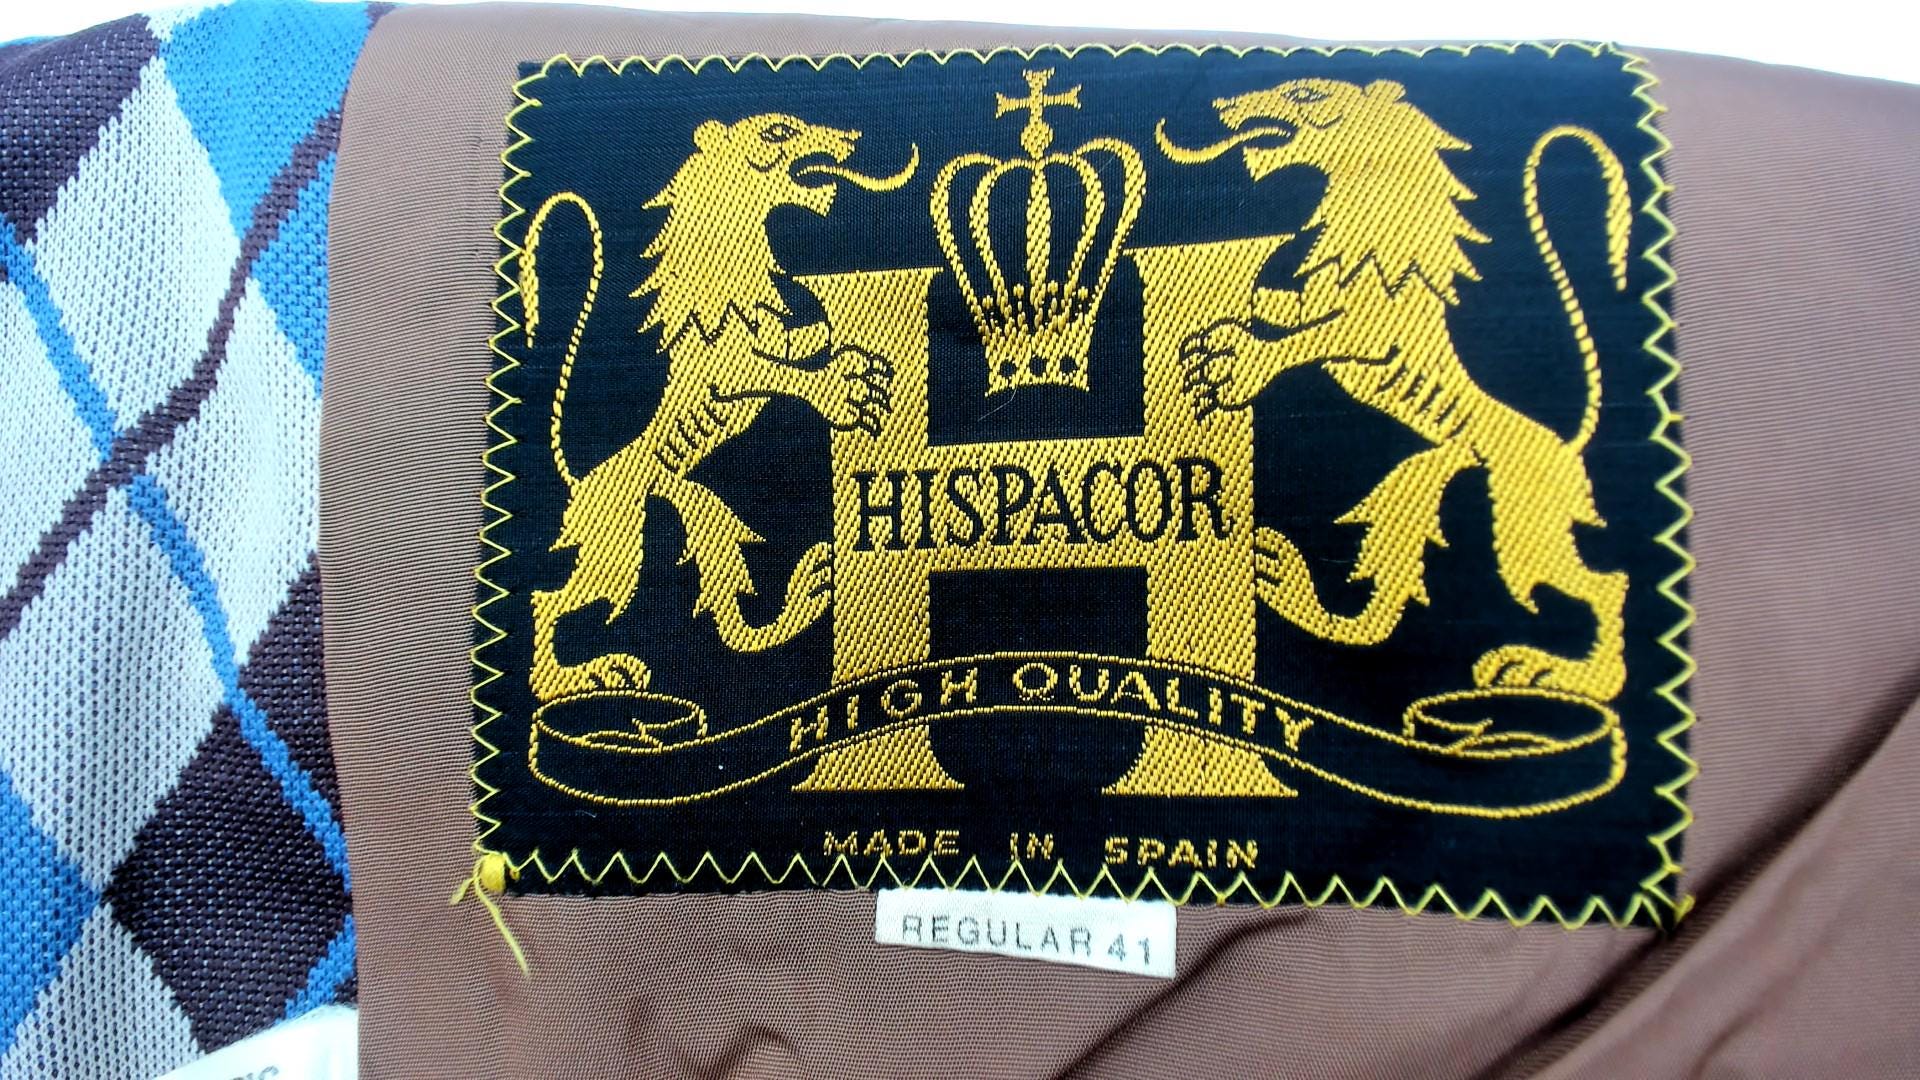 HISPACOR
HIGH QUALITY
MADE IN SPAIN
REGULAR 41